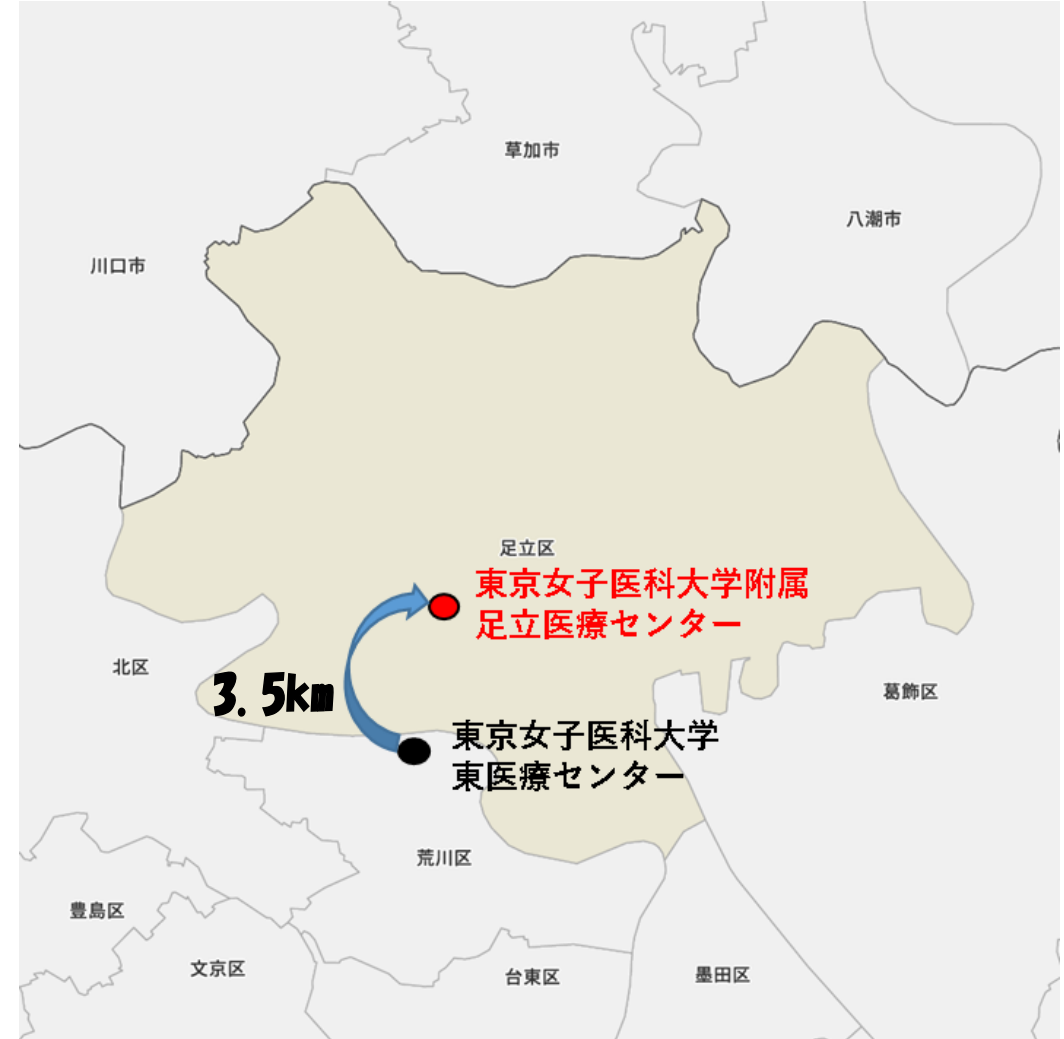 草加市
八潮市
川口市
足立区
東京女子医科大学附属
足立医療センター
北区
3.5km
葛飾区
東京女子医科大学
東医療センター
荒川区
豊島区
文京区
台東区
墨田区